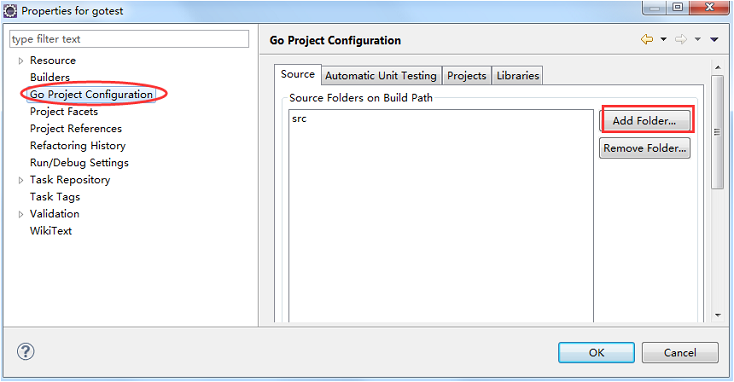 Properties for gotest
type filter text
Resource
Builders
Go Project Configuration
Project Facets
Project References
Refactoring History
Run/Debug Settings
Task Repository
Task Tags
Validation
WikiText
Go Project Configuration
Source Automatic Unit Testing Projects Libraries
Source Folders on Build Path
src
Add Folder...
Remove Folder...
OK Cancel